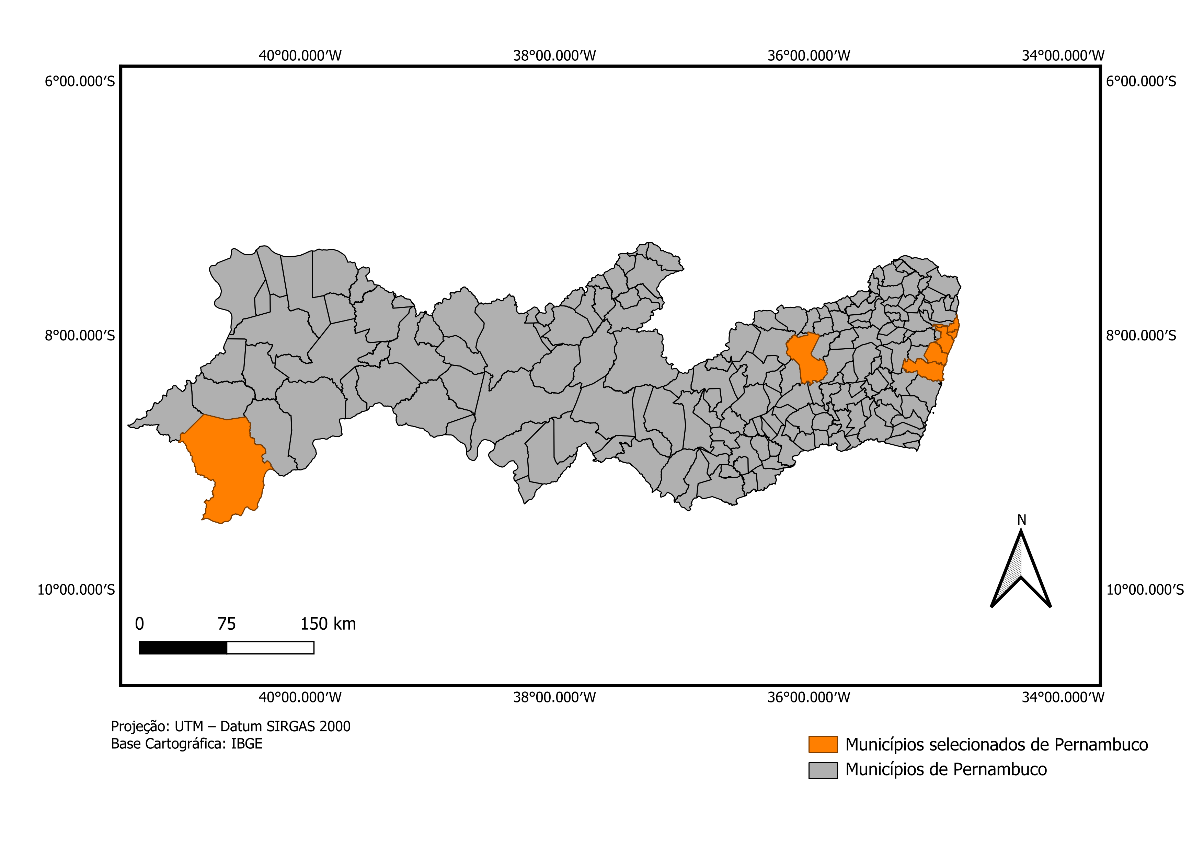 40°00.000′W 38°00.000′W 36°00.000′W 34°00.000′W
6°00.000′S 6°00.000′S
8°00.000′S 8°00.000′S
N
10°00.000′S 10°00.000′S
0 75 150 km
40°00.000′W 38°00.000′W 36°00.000′W 34°00.000′W
Projeção: UTM – Datum SIRGAS 2000
Base Cartográfica: IBGE
Municípios selecionados de Pernambuco
Municípios de Pernambuco